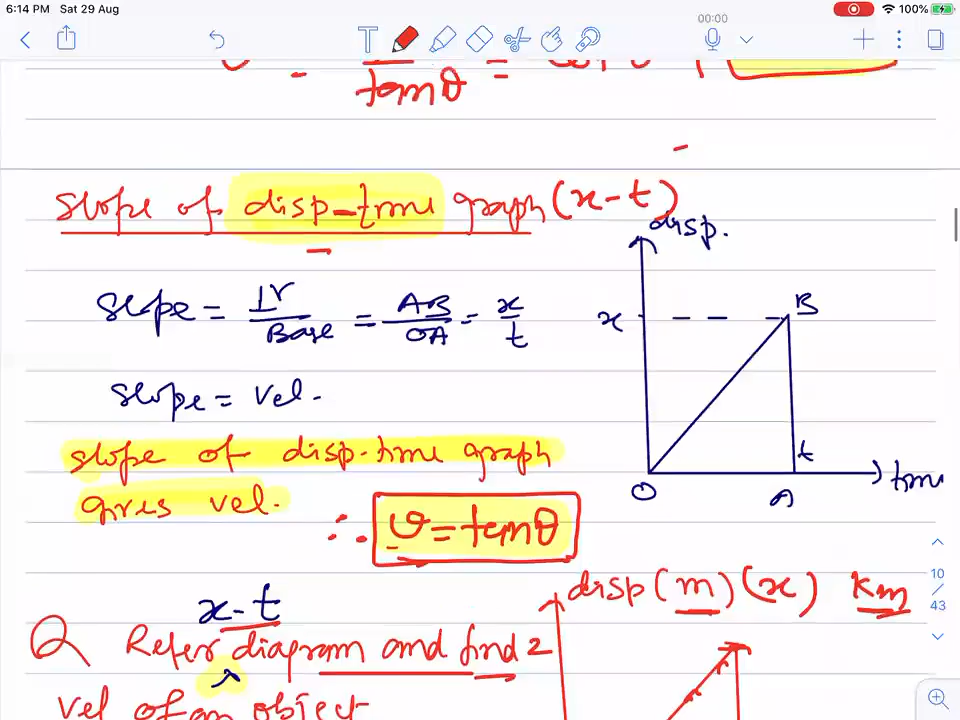 6:14 PM Sat 29 Aug
100%
00:00
T
tanθ =
slope of disp-time graph (x-t)
disp.
slope = ⊥r/Base = AB/OA = x/t
x
B
slope = vel.
slope of disp-time graph
gives vel.
t
O
A
time
∴ v = tanθ
10
/
43
disp (m) (x) km
x-t
Q Refer diagram and find 2
^
vel of an object